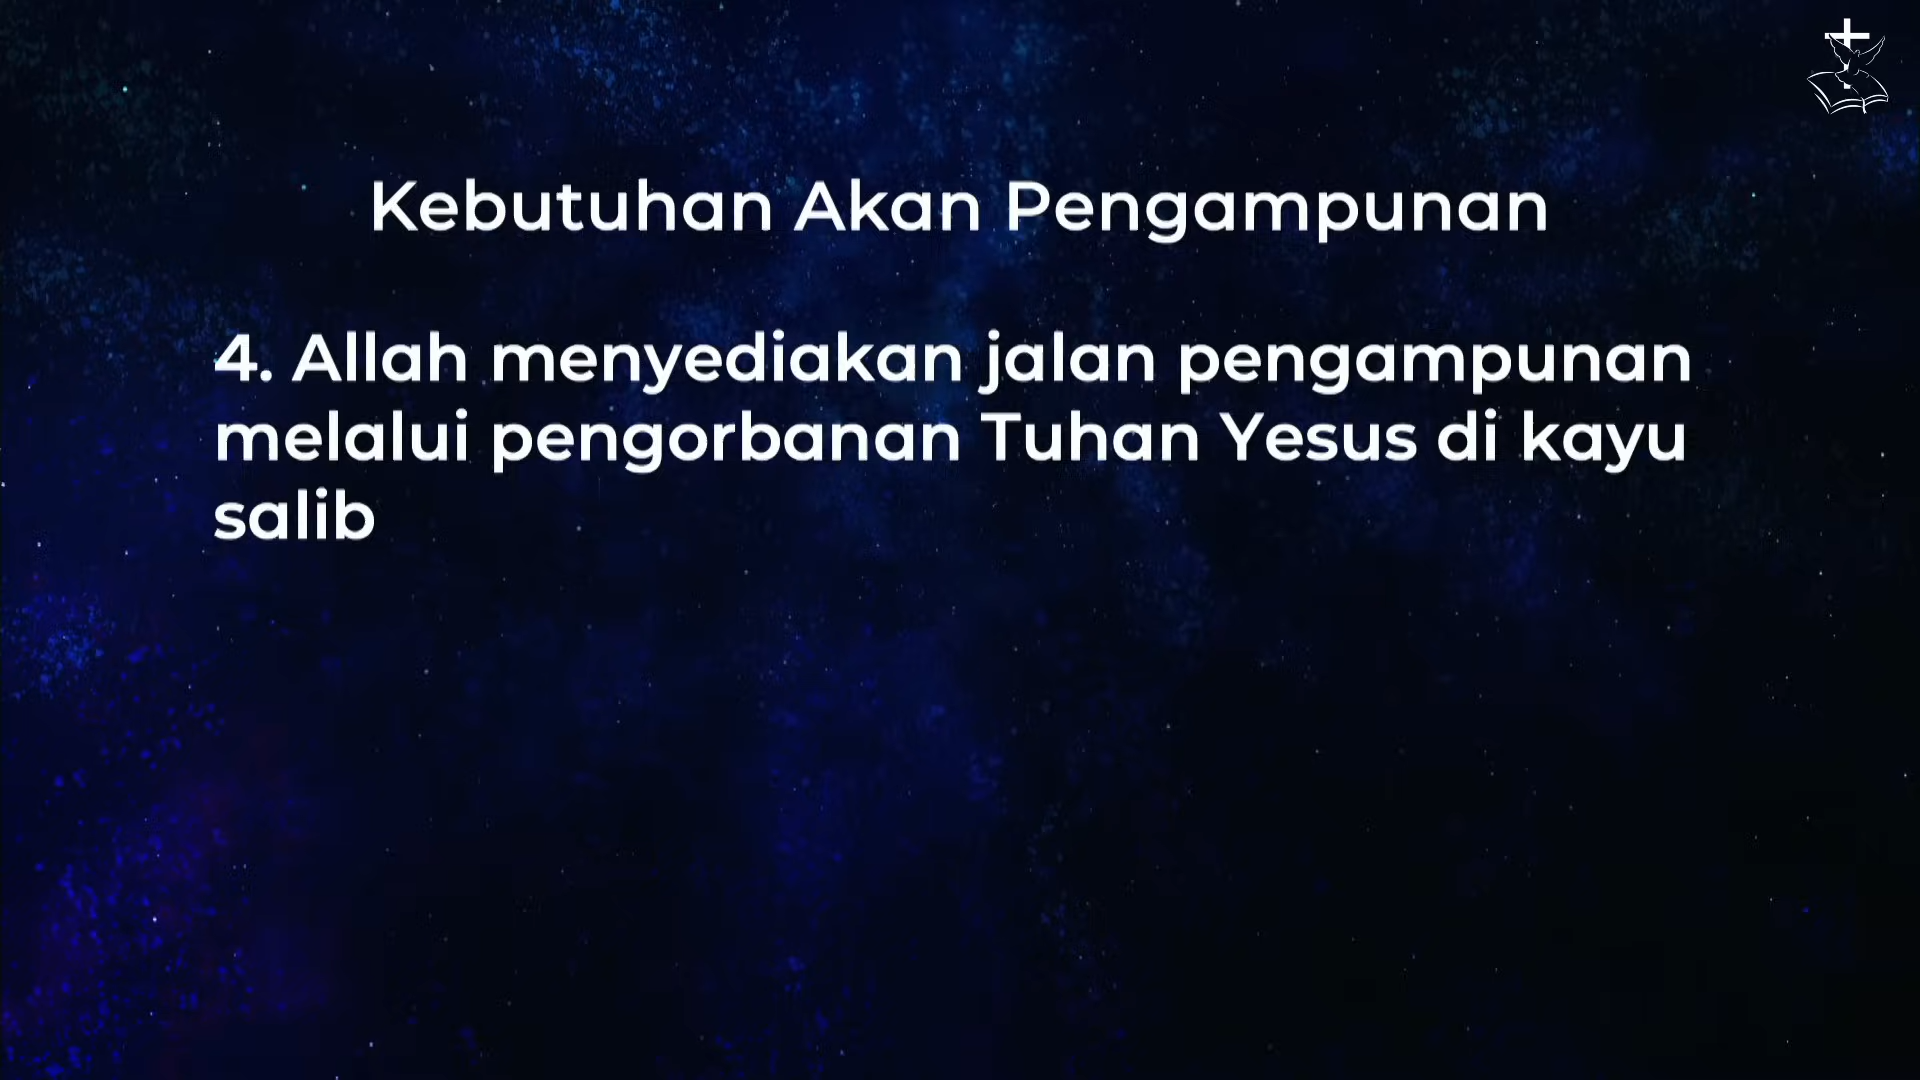 Kebutuhan Akan Pengampunan
4. Allah menyediakan jalan pengampunan
melalui pengorbanan Tuhan Yesus di kayu
salib